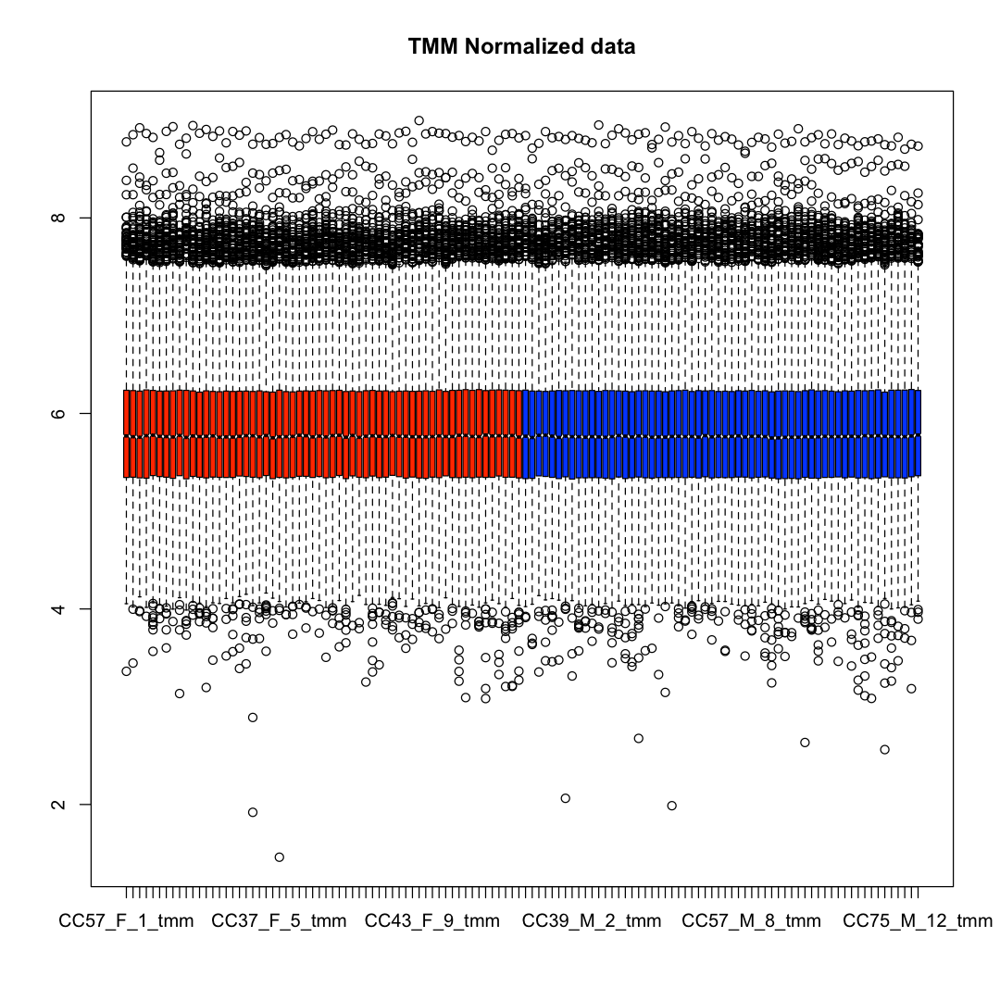 TMM Normalized data
8
6
4
2
CC57_F_1_tmm CC37_F_5_tmm CC43_F_9_tmm CC39_M_2_tmm CC57_M_8_tmm CC75_M_12_tmm